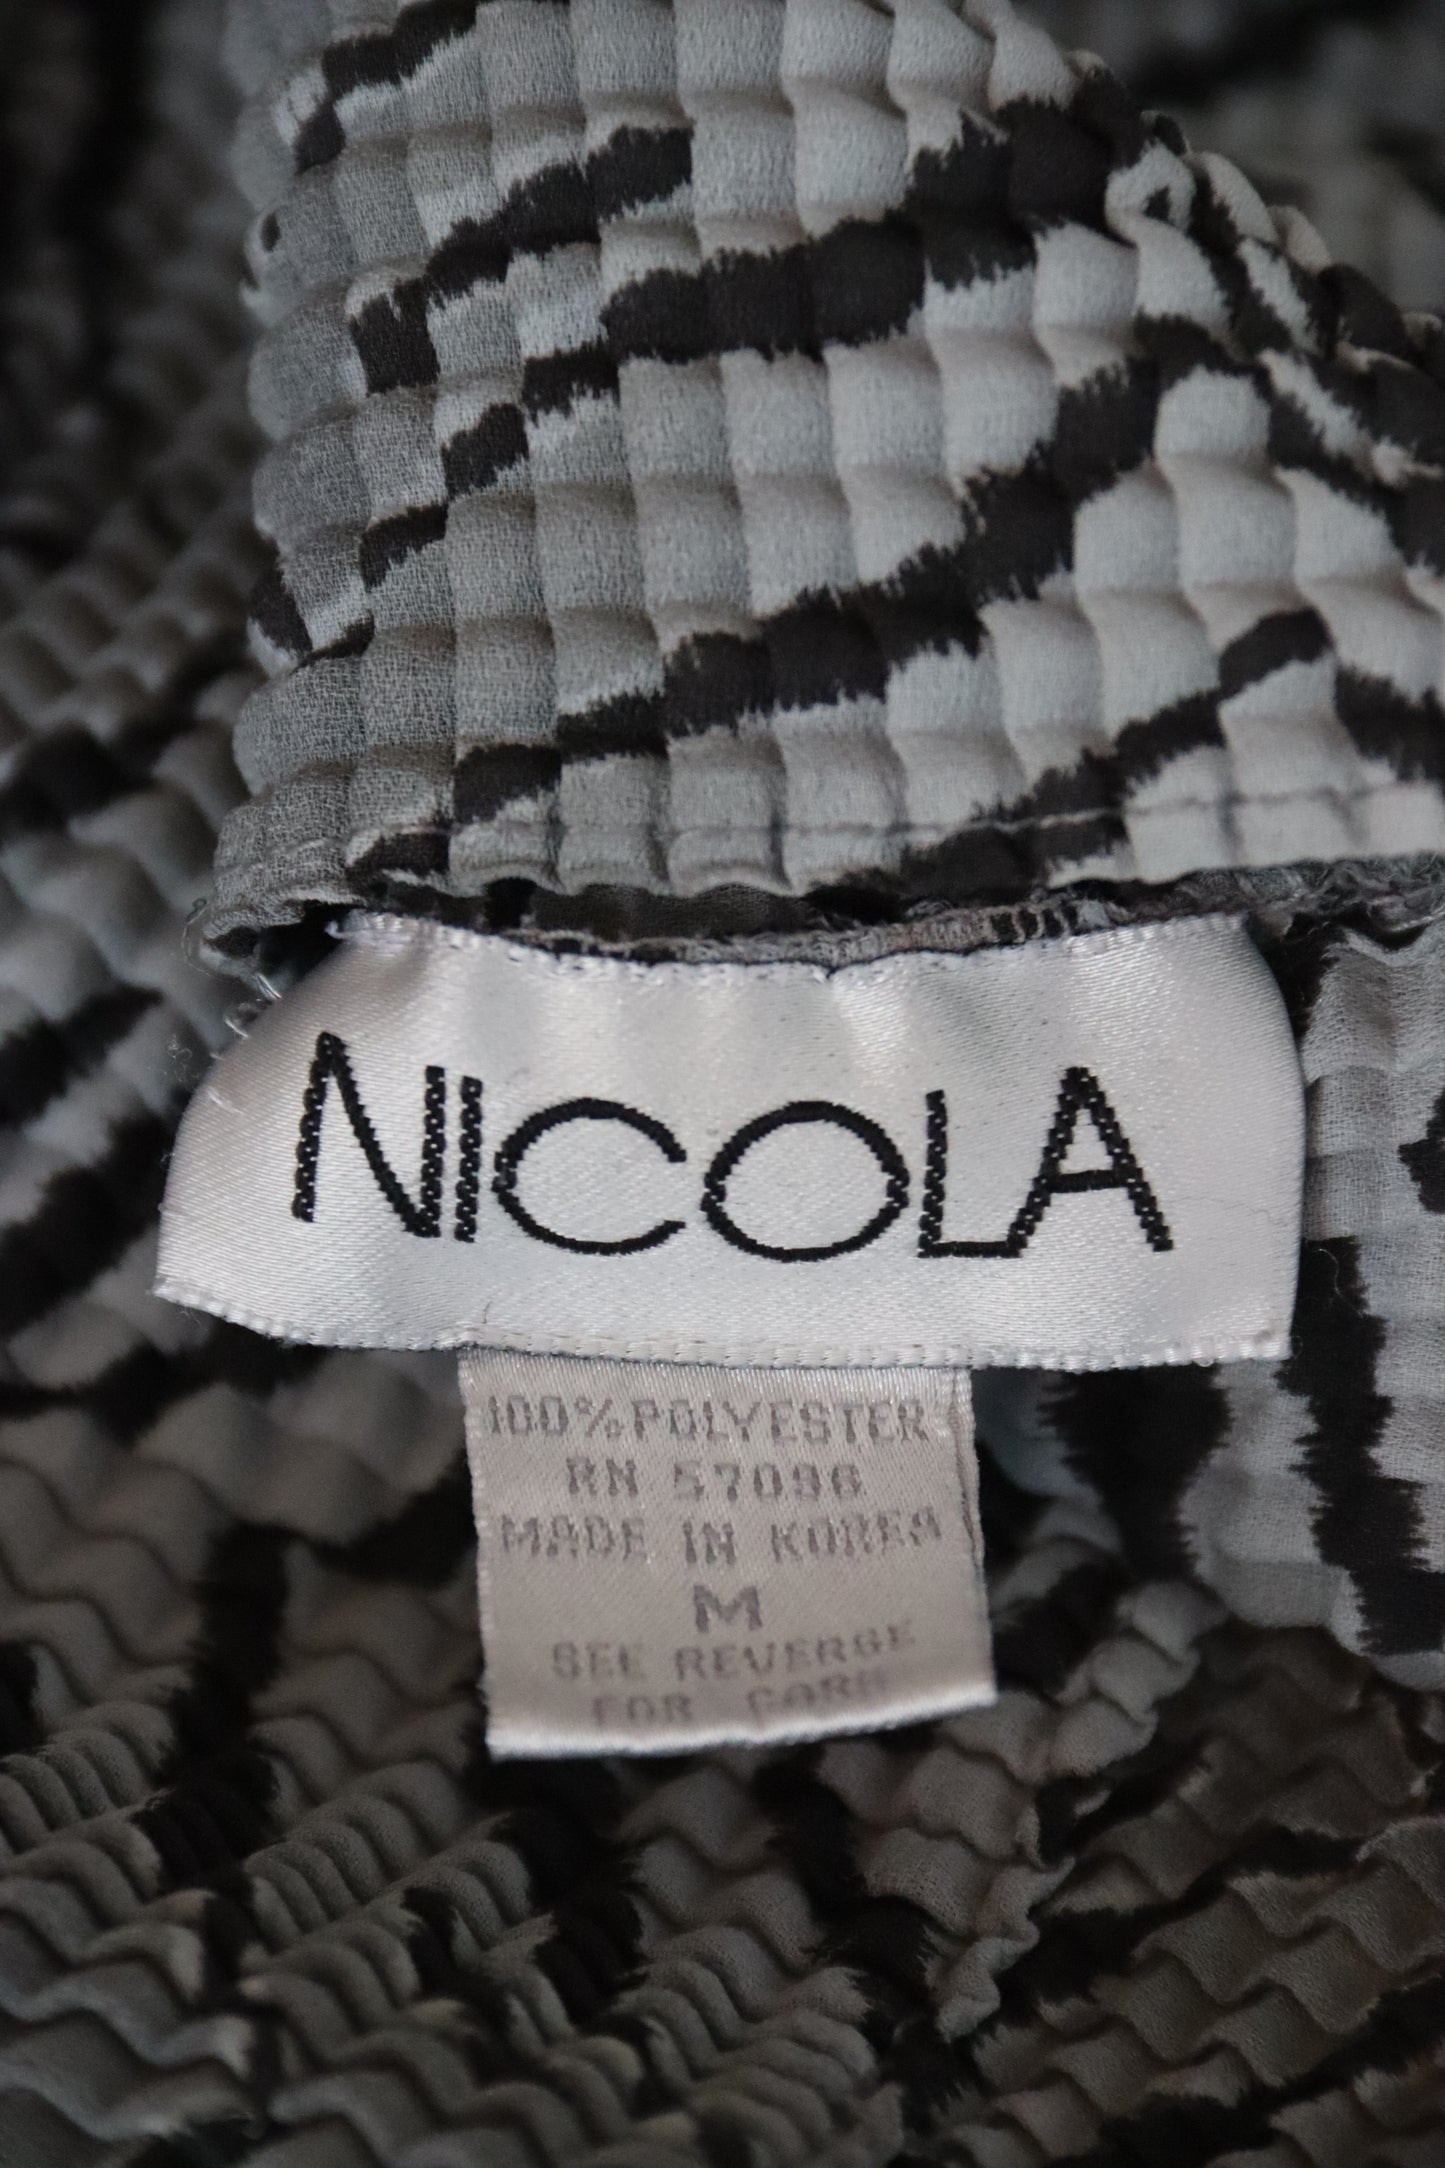 NICOLA
100% POLYESTER
RN 57096
MADE IN KOREA
M
SEE REVERSE
FOR CARE